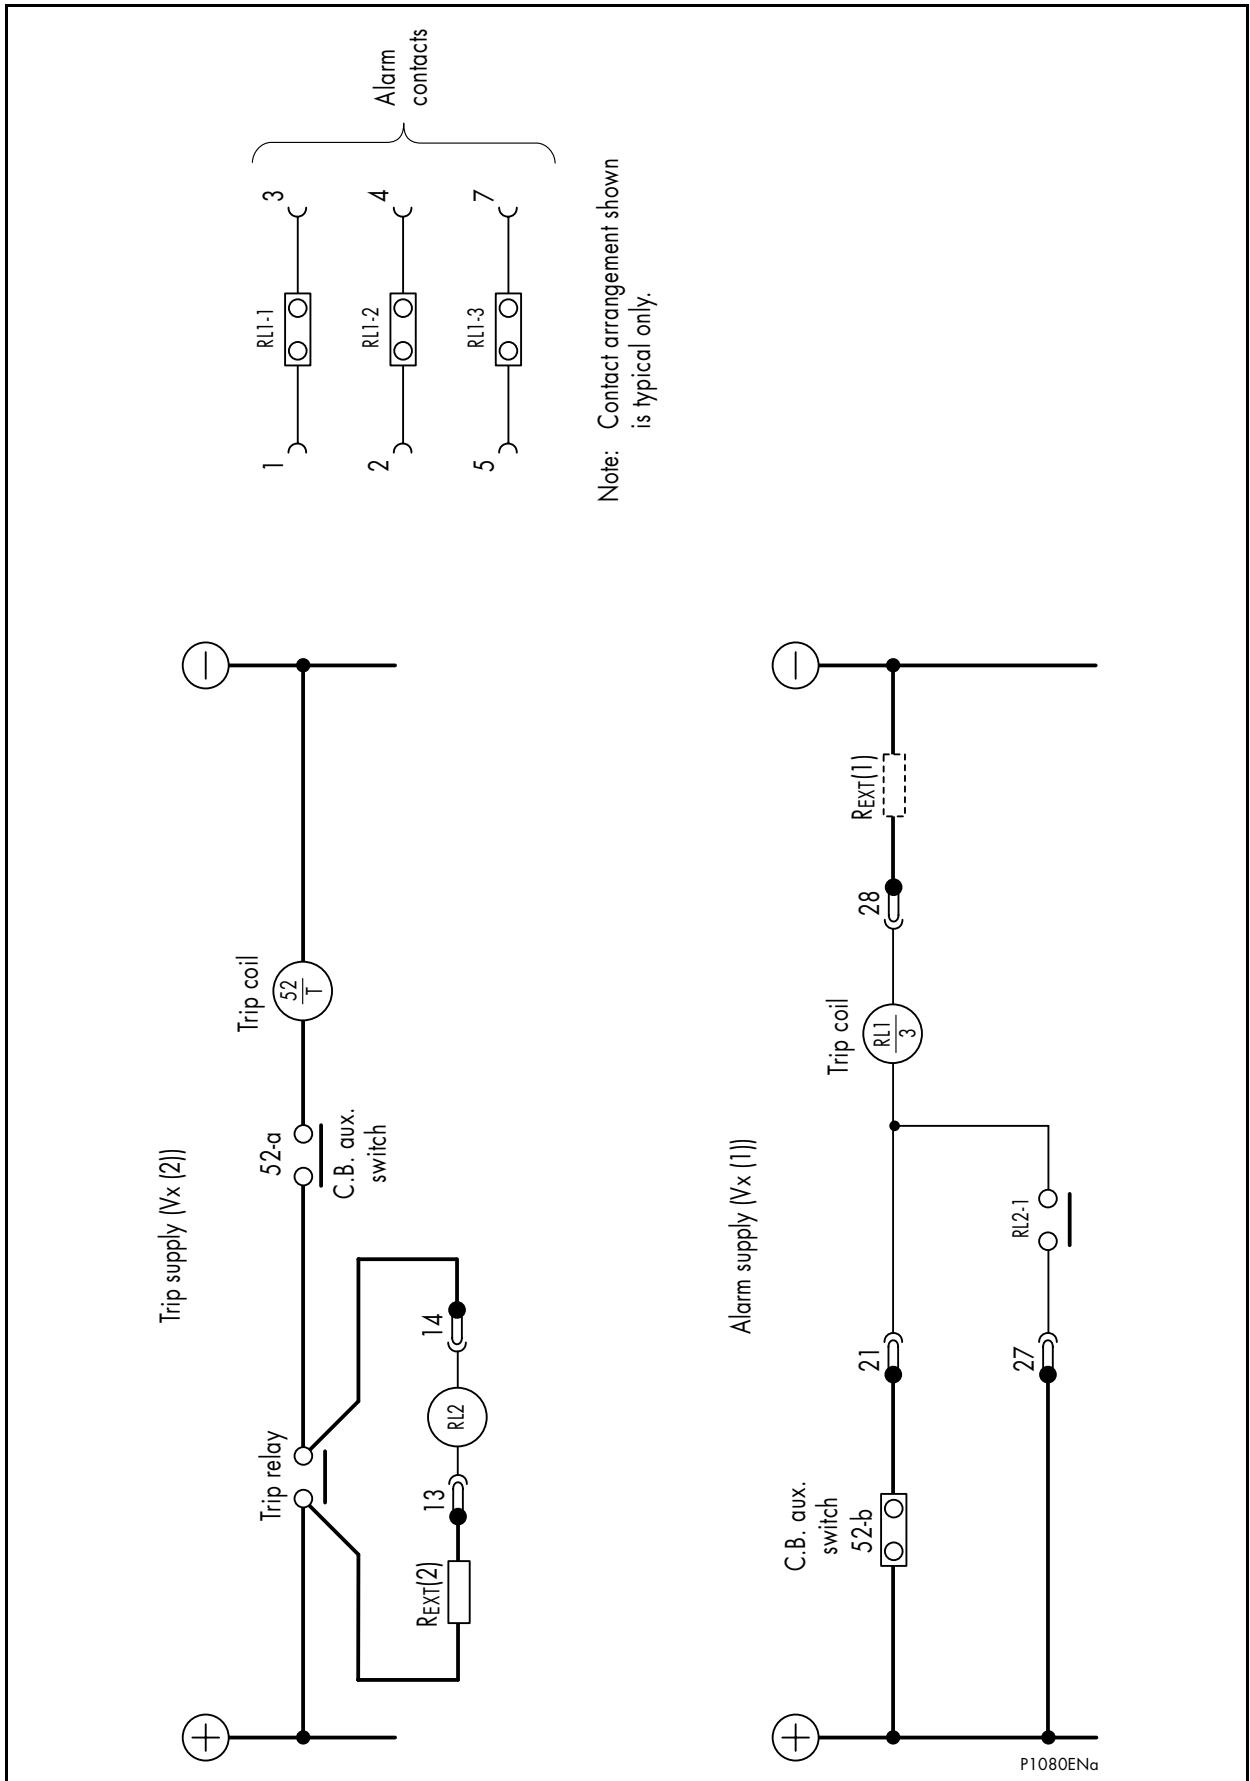 Trip supply (Vx (2))
Trip relay
52-a
C.B. aux.
switch
Trip coil
52
T
REXT(2)
13
RL2
14
Alarm supply (Vx (1))
C.B. aux.
switch
52-b
21
27
RL2-1
Trip coil
RL1
3
28
REXT(1)
RL1-1
1
3
RL1-2
2
4
RL1-3
5
7
Alarm
contacts
Note: Contact arrangement shown
is typical only.
P1080ENa